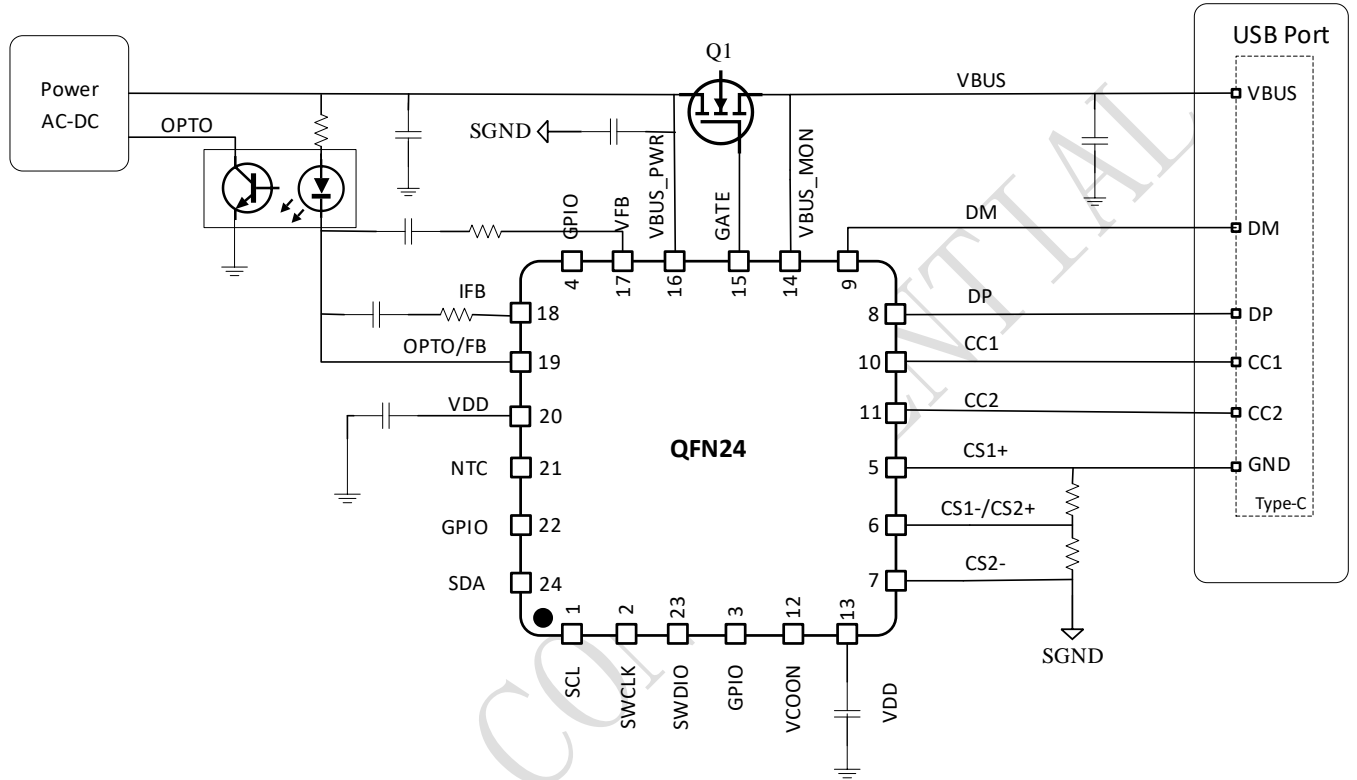 USB Port
Q1
Power
AC-DC
OPTO
VBUS
VBUS
SGND
GPIO
VFB
VBUS_PWR
GATE
VBUS_MON
DM
DM
4
17
16
15
14
9
IFB
18
8
DP
DP
OPTO/FB
19
10
CC1
CC1
VDD
20
11
CC2
CC2
QFN24
NTC
21
5
CS1+
GND
Type-C
GPIO
22
6
CS1-/CS2+
SDA
24
7
CS2-
1
2
23
3
12
13
SGND
SCL
SWCLK
SWDIO
GPIO
VCOON
VDD
CONFIDENTIAL